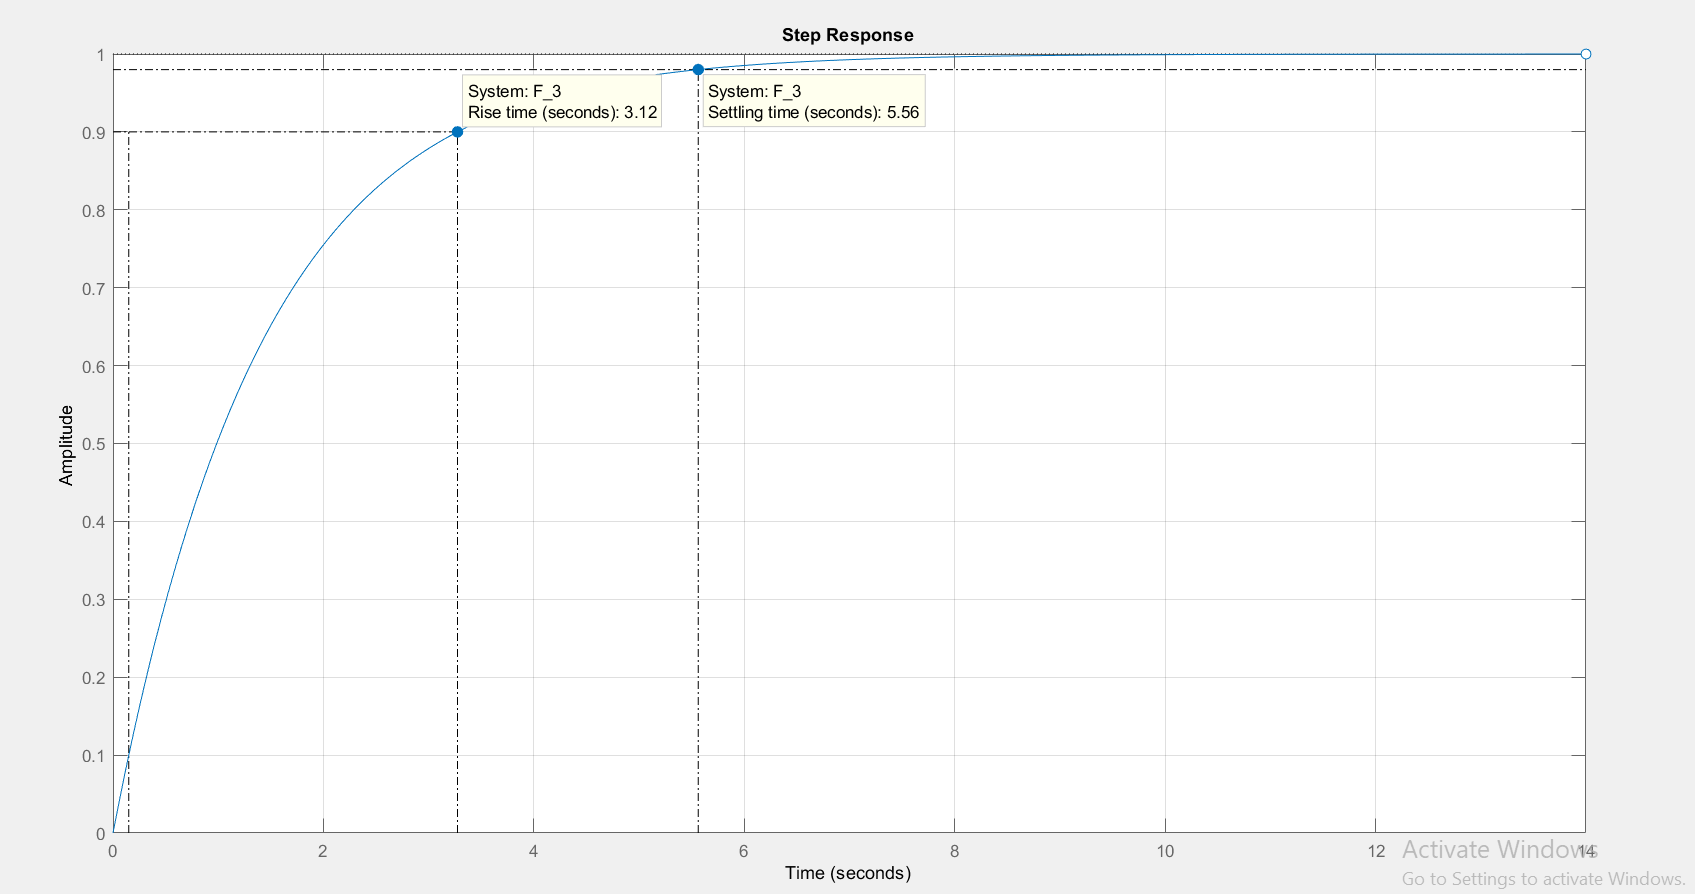 Step Response
1
0.9
0.8
0.7
0.6
0.5
0.4
0.3
0.2
0.1
0
Amplitude
System: F_3
Rise time (seconds): 3.12
System: F_3
Settling time (seconds): 5.56
0 2 4 6 8 10 12 14
Time (seconds)
Activate Windows
Go to Settings to activate Windows.